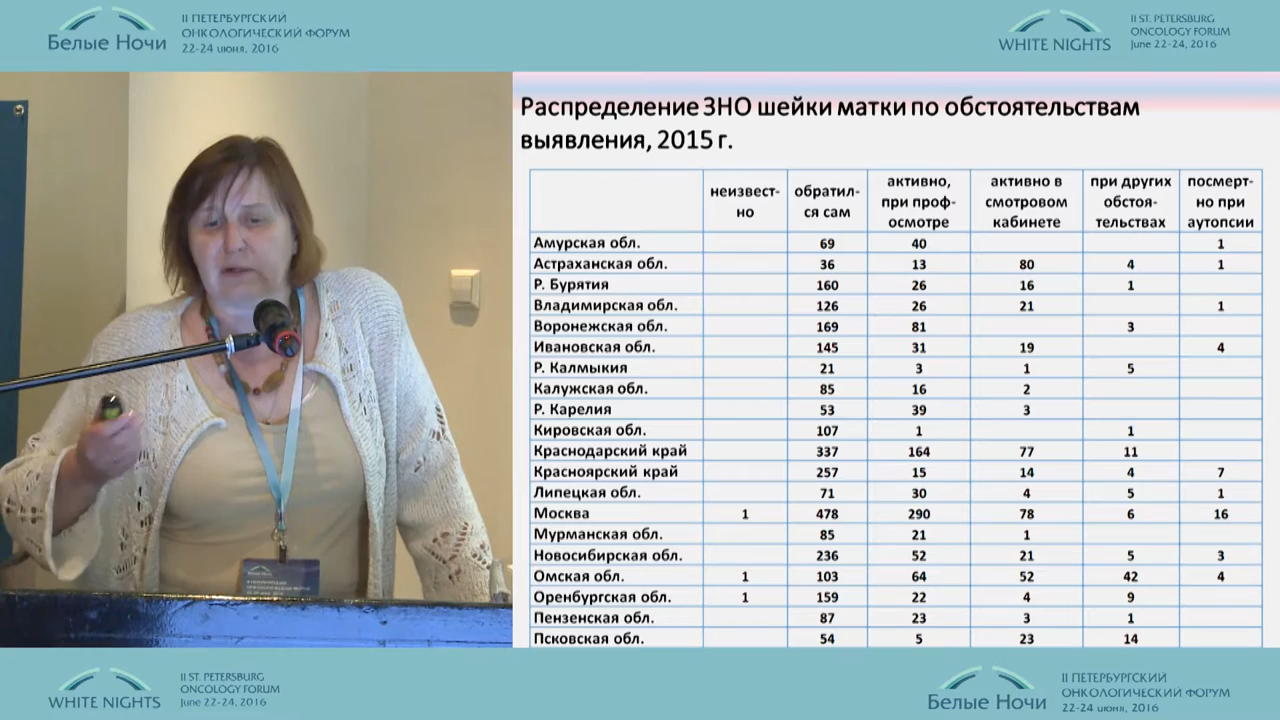 Белые Ночи
II ПЕТЕРБУРГСКИЙ
ОНКОЛОГИЧЕСКИЙ ФОРУМ
22-24 июня, 2016
WHITE NIGHTS
II ST. PETERSBURG
ONCOLOGY FORUM
June 22-24, 2016
Распределение ЗНО шейки матки по обстоятельствам
выявления, 2015 г.
неизвест-
но
обратил-
ся сам
активно,
при проф-
осмотре
активно в
смотровом
кабинете
при других
обстоя-
тельствах
посмерт-
но при
аутопсии
Амурская обл. 69 40 1
Астраханская обл. 36 13 80 4 1
Р. Бурятия 160 26 16 1
Владимирская обл. 126 26 21 1
Воронежская обл. 169 81 3
Ивановская обл. 145 31 19 4
Р. Калмыкия 21 3 1 5
Калужская обл. 85 16 2
Р. Карелия 53 39 3
Кировская обл. 107 1 1
Краснодарский край 337 164 77 11
Красноярский край 257 15 14 4 7
Липецкая обл. 71 30 4 5 1
Москва 1 478 290 78 6 16
Мурманская обл. 85 21 1
Новосибирская обл. 236 52 21 5 3
Омская обл. 1 103 64 52 42 4
Оренбургская обл. 1 159 22 4 9
Пензенская обл. 87 23 3 1
Псковская обл. 54 5 23 14
Белые Ночи
WHITE NIGHTS
II ST. PETERSBURG
ONCOLOGY FORUM
June 22-24, 2016
Белые Ночи
II ПЕТЕРБУРГСКИЙ
ОНКОЛОГИЧЕСКИЙ ФОРУМ
22-24 июня, 2016